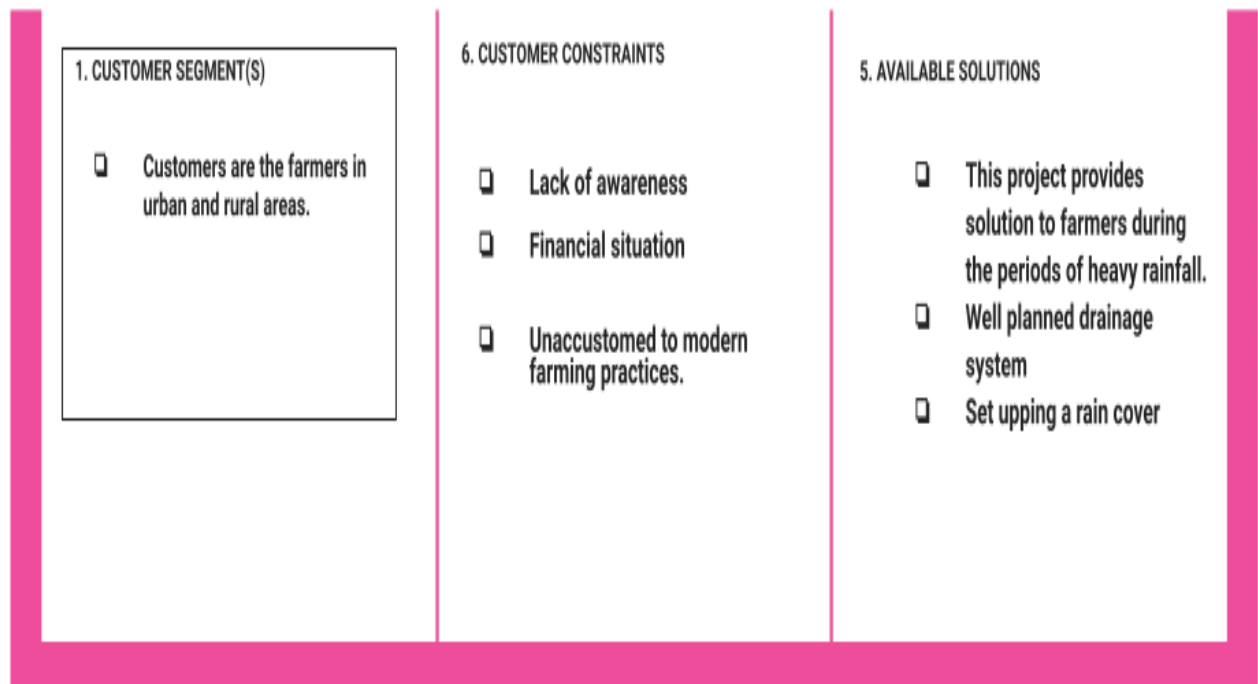 1. CUSTOMER SEGMENT(S)
❏ Customers are the farmers in
urban and rural areas.
6. CUSTOMER CONSTRAINTS
❏ Lack of awareness
❏ Financial situation
❏ Unaccustomed to modern
farming practices.
5. AVAILABLE SOLUTIONS
❏ This project provides
solution to farmers during
the periods of heavy rainfall.
❏ Well planned drainage
system
❏ Set upping a rain cover